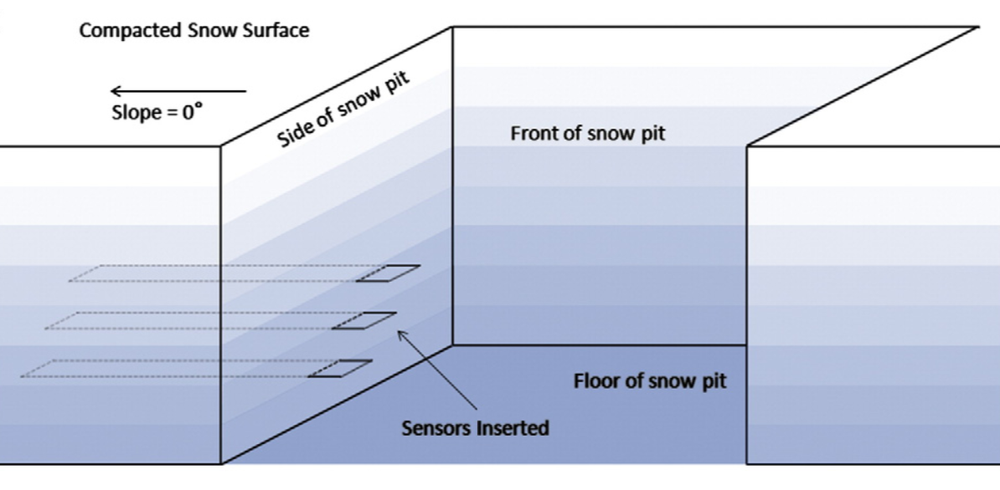 Compacted Snow Surface
Slope = 0°
Side of snow pit
Front of snow pit
Floor of snow pit
Sensors Inserted